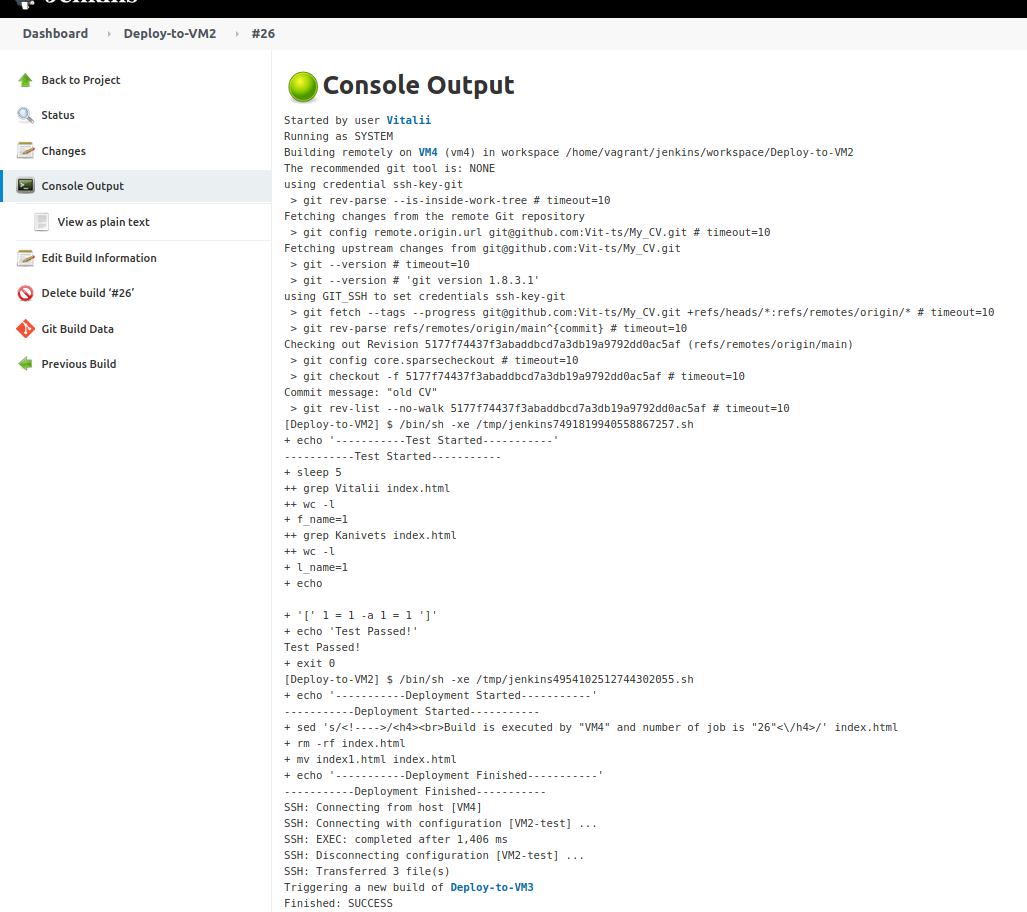 Jenkins
Dashboard › Deploy-to-VM2 › #26
Back to Project
Status
Changes
Console Output
View as plain text
Edit Build Information
Delete build ‘#26’
Git Build Data
Previous Build
Console Output
Started by user Vitalii
Running as SYSTEM
Building remotely on VM4 (vm4) in workspace /home/vagrant/jenkins/workspace/Deploy-to-VM2
The recommended git tool is: NONE
using credential ssh-key-git
 > git rev-parse --is-inside-work-tree # timeout=10
Fetching changes from the remote Git repository
 > git config remote.origin.url git@github.com:Vit-ts/My_CV.git # timeout=10
Fetching upstream changes from git@github.com:Vit-ts/My_CV.git
 > git --version # timeout=10
 > git --version # 'git version 1.8.3.1'
using GIT_SSH to set credentials ssh-key-git
 > git fetch --tags --progress git@github.com:Vit-ts/My_CV.git +refs/heads/*:refs/remotes/origin/* # timeout=10
 > git rev-parse refs/remotes/origin/main^{commit} # timeout=10
Checking out Revision 5177f74437f3abaddbcd7a3db19a9792dd0ac5af (refs/remotes/origin/main)
 > git config core.sparsecheckout # timeout=10
 > git checkout -f 5177f74437f3abaddbcd7a3db19a9792dd0ac5af # timeout=10
Commit message: "old CV"
 > git rev-list --no-walk 5177f74437f3abaddbcd7a3db19a9792dd0ac5af # timeout=10
[Deploy-to-VM2] $ /bin/sh -xe /tmp/jenkins7491819940558867257.sh
+ echo '-----------Test Started-----------'
-----------Test Started-----------
+ sleep 5
++ grep Vitalii index.html
++ wc -l
+ f_name=1
++ grep Kanivets index.html
++ wc -l
+ l_name=1
+ echo
+ '[' 1 = 1 -a 1 = 1 ']'
+ echo 'Test Passed!'
Test Passed!
+ exit 0
[Deploy-to-VM2] $ /bin/sh -xe /tmp/jenkins4954102512744302055.sh
+ echo '-----------Deployment Started-----------'
-----------Deployment Started-----------
+ sed 's/<!---->/<h4><br>Build is executed by "VM4" and number of job is "26"<\/h4>/' index.html
+ rm -rf index.html
+ mv index1.html index.html
+ echo '-----------Deployment Finished-----------'
-----------Deployment Finished-----------
SSH: Connecting from host [VM4]
SSH: Connecting with configuration [VM2-test] ...
SSH: EXEC: completed after 1,406 ms
SSH: Disconnecting configuration [VM2-test] ...
SSH: Transferred 3 file(s)
Triggering a new build of Deploy-to-VM3
Finished: SUCCESS